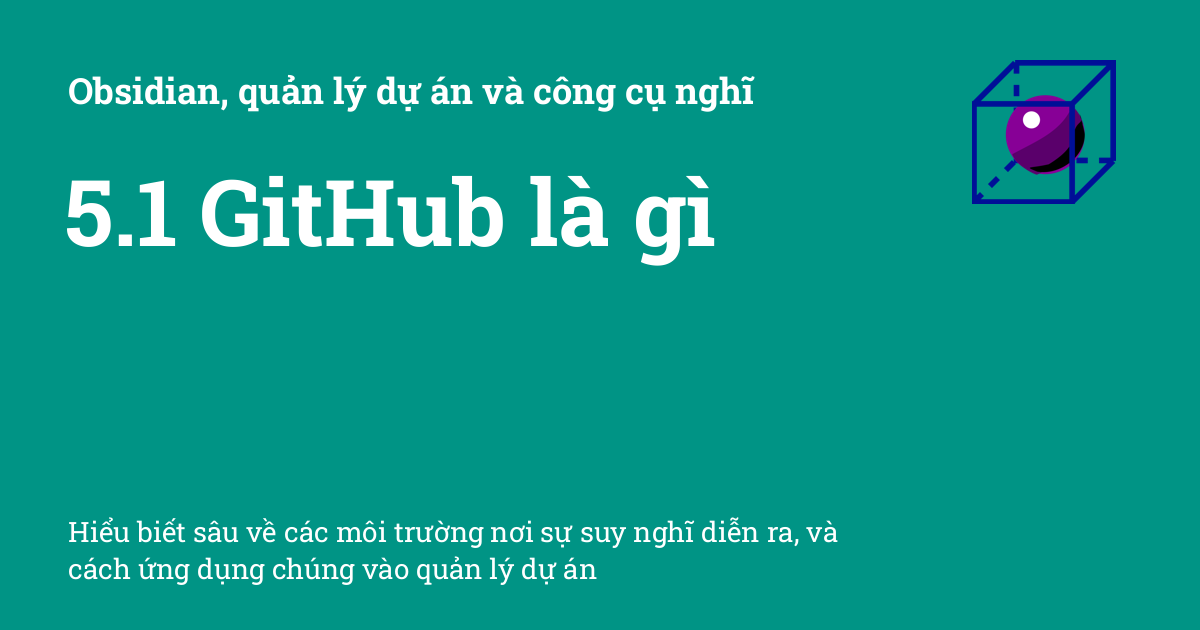 Obsidian, quản lý dự án và công cụ nghĩ
5.1 GitHub là gì
Hiểu biết sâu về các môi trường nơi sự suy nghĩ diễn ra, và
cách ứng dụng chúng vào quản lý dự án